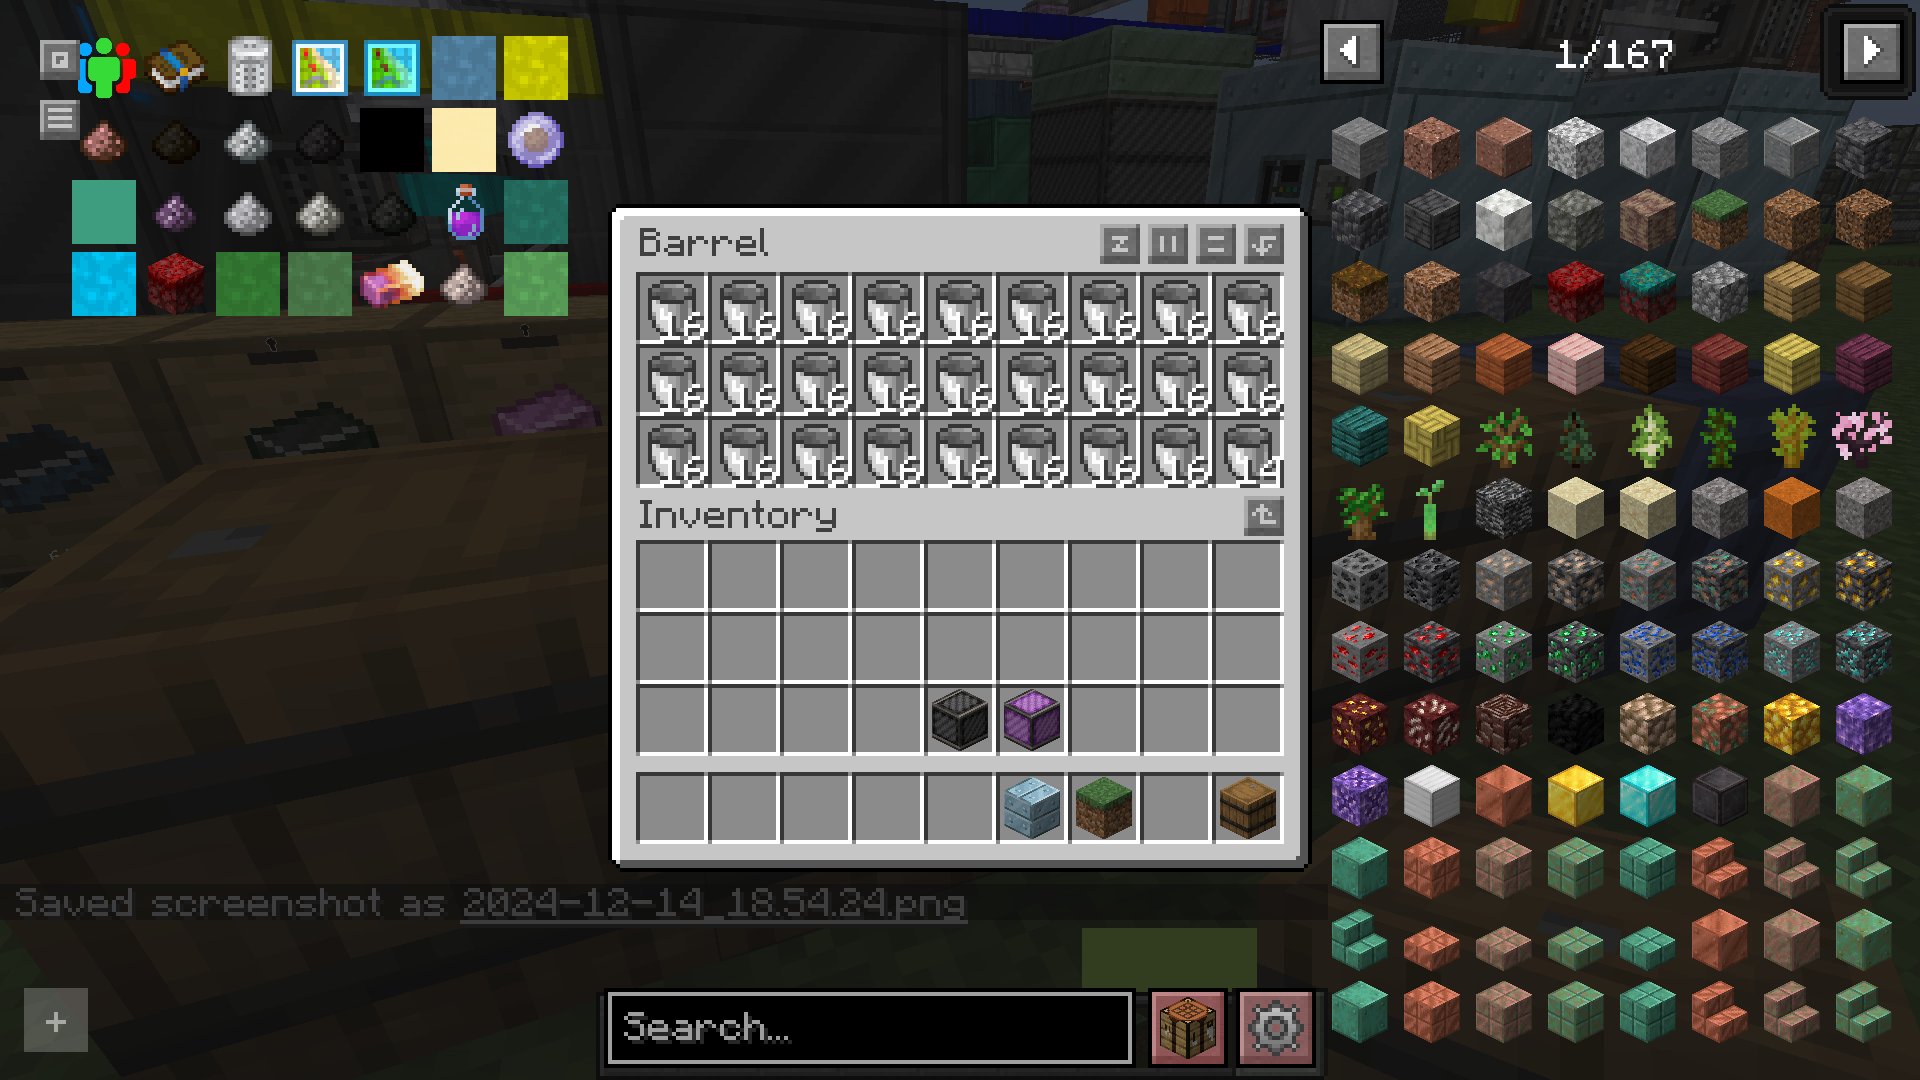 1/167
Barrel
16 16 16 16 16 16 16 16 16
16 16 16 16 16 16 16 16 16
16 16 16 16 16 16 16 16 14
Inventory
Saved screenshot as 2024-12-14_18.54.24.png
Search...